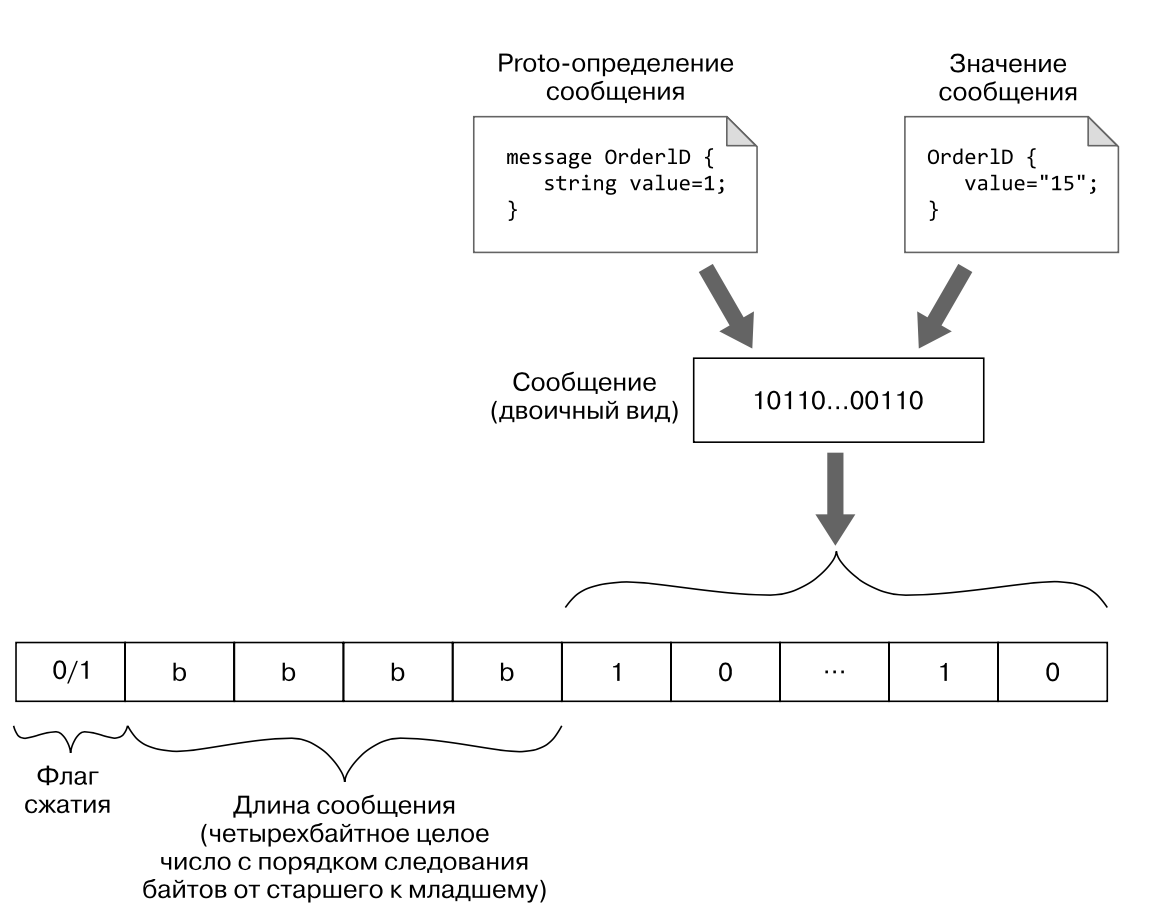 Proto-определение
сообщения
Значение
сообщения
message OrderlD {
string value=1;
}
OrderlD {
value="15";
}
Сообщение
(двоичный вид)
10110...00110
0/1 b b b b 1 0 ... 1 0
Флаг
сжатия
Длина сообщения
(четырехбайтное целое
число с порядком следования
байтов от старшего к младшему)